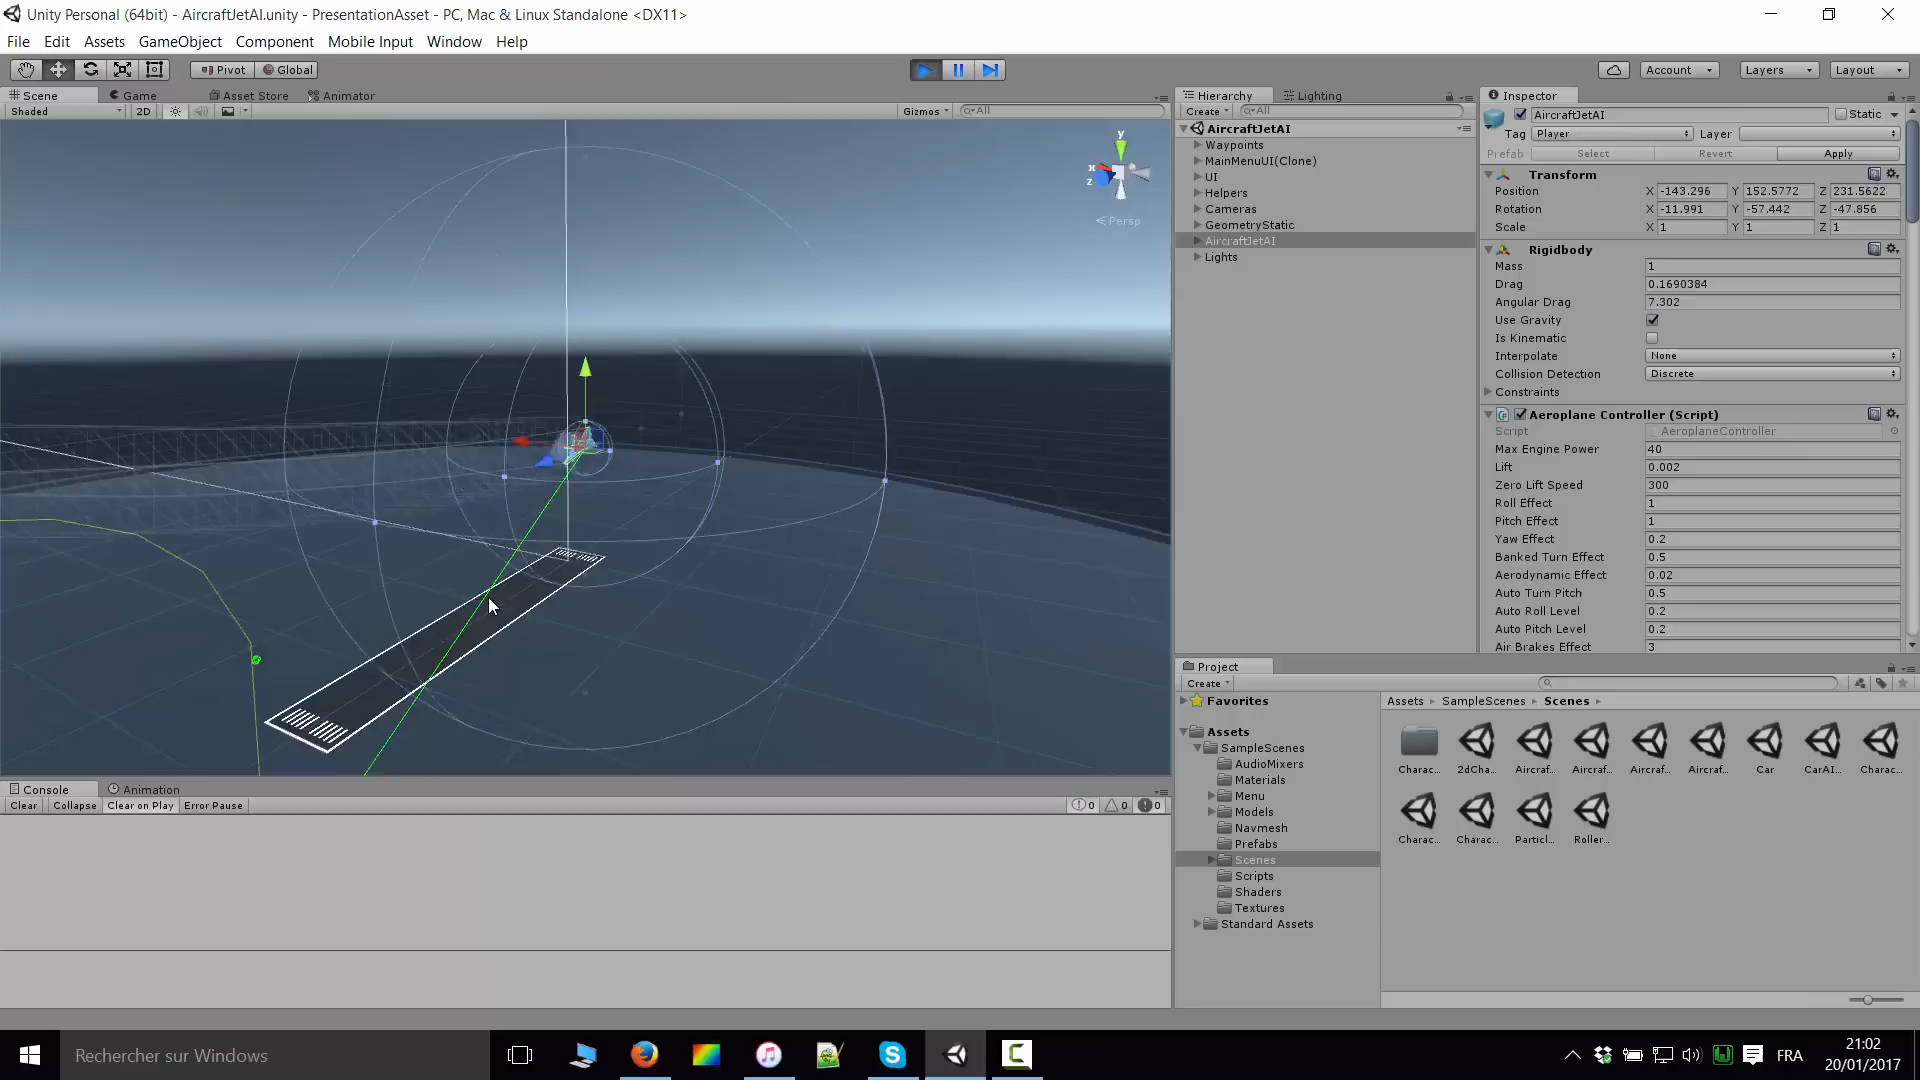 Unity Personal (64bit) - AircraftJetAI.unity - PresentationAsset - PC, Mac & Linux Standalone <DX11>
File Edit Assets GameObject Component Mobile Input Window Help
Pivot Global Account Layers Layout
Scene Game Asset Store Animator
Shaded 2D Gizmos All
y
x
z
Persp
Hierarchy Lighting
Create All
AircraftJetAI
Waypoints
MainMenuUI(Clone)
UI
Helpers
Cameras
GeometryStatic
AircraftJetAI
Lights
Inspector
AircraftJetAI Static
Tag Player Layer
Prefab Select Revert Apply
Transform
Position X -143.296 Y 152.5772 Z 231.5622
Rotation X -11.991 Y -57.442 Z -47.856
Scale X 1 Y 1 Z 1
Rigidbody
Mass 1
Drag 0.1690384
Angular Drag 7.302
Use Gravity
Is Kinematic
Interpolate None
Collision Detection Discrete
Constraints
Aeroplane Controller (Script)
Script AeroplaneController
Max Engine Power 40
Lift 0.002
Zero Lift Speed 300
Roll Effect 1
Pitch Effect 1
Yaw Effect 0.2
Banked Turn Effect 0.5
Aerodynamic Effect 0.02
Auto Turn Pitch 0.5
Auto Roll Level 0.2
Auto Pitch Level 0.2
Air Brakes Effect 3
Project
Create
Favorites
Assets
SampleScenes
AudioMixers
Materials
Menu
Models
Navmesh
Prefabs
Scenes
Scripts
Shaders
Textures
Standard Assets
Assets SampleScenes Scenes
Charac... 2dCha... Aircraf... Aircraf... Aircraf... Aircraf... Car CarAI... Charac...
Charac... Charac... Particl... Roller...
Console Animation
Clear Collapse Clear on Play Error Pause 0 0 0
Rechercher sur Windows
FRA
21:02
20/01/2017